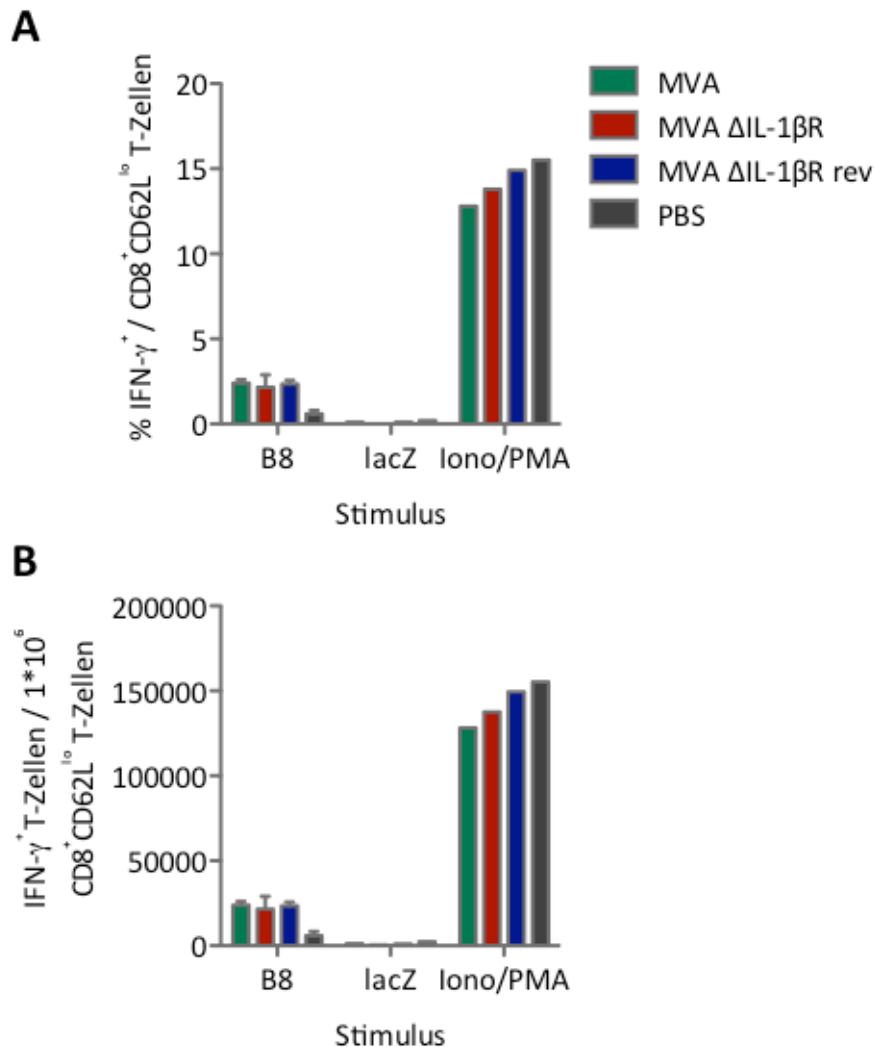 A
% IFN-γ⁺ / CD8⁺CD62Lˡᵒ T-Zellen
20
15
10
5
0
B8 lacZ Iono/PMA
Stimulus
MVA
MVA ΔIL-1βR
MVA ΔIL-1βR rev
PBS
B
IFN-γ⁺ T-Zellen / 1*10⁶
CD8⁺CD62Lˡᵒ T-Zellen
200000
150000
100000
50000
0
B8 lacZ Iono/PMA
Stimulus